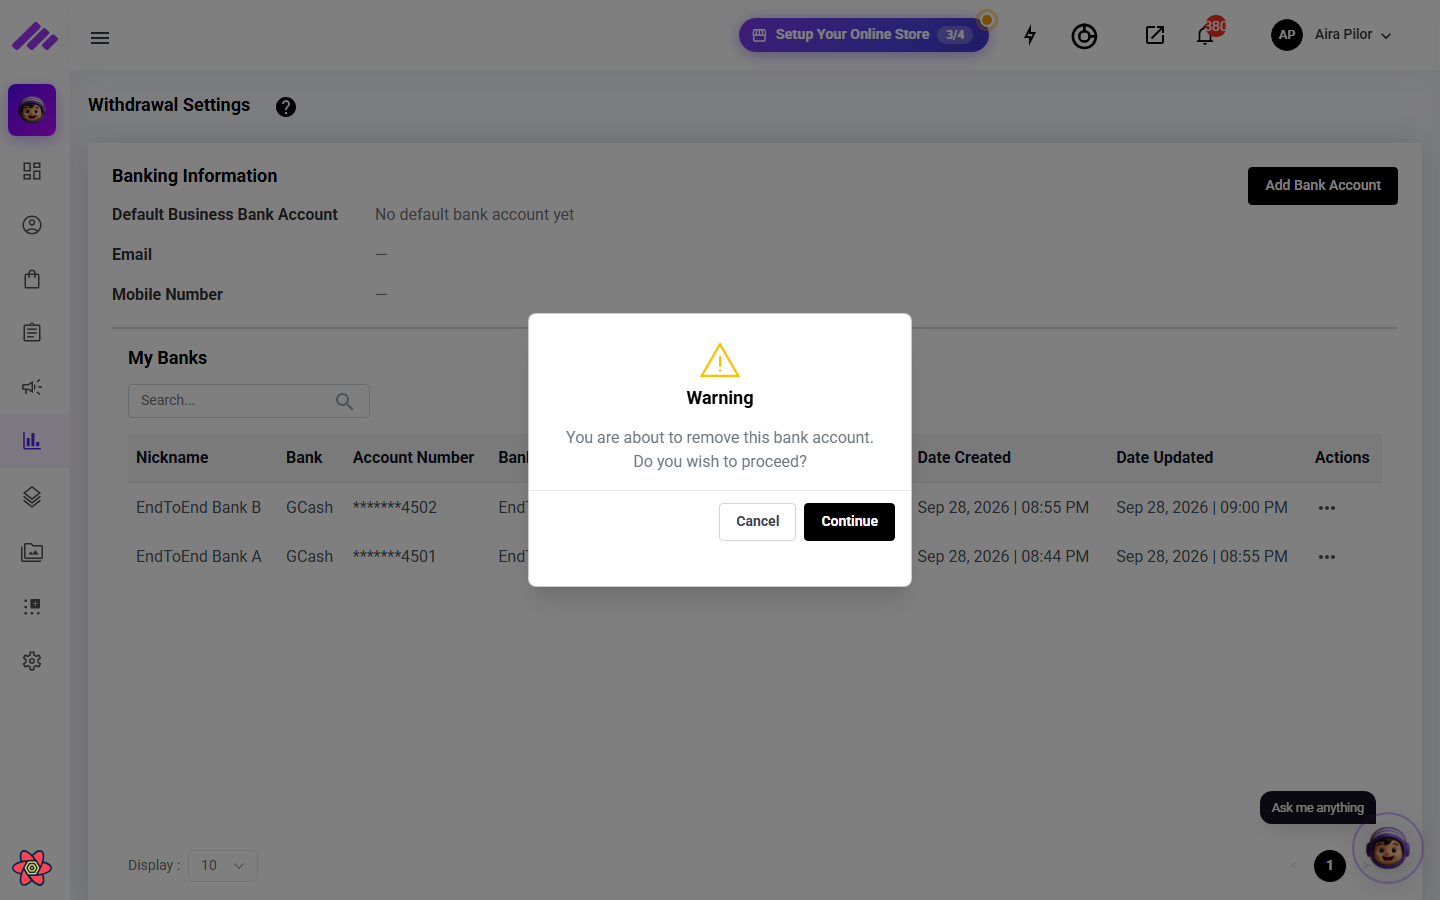 Setup Your Online Store 3/4
380
AP Aira Pilor
Withdrawal Settings
Banking Information
Add Bank Account
Default Business Bank Account No default bank account yet
Email —
Mobile Number —
My Banks
Search...
Nickname Bank Account Number Date Created Date Updated Actions
EndToEnd Bank B GCash *******4502 Sep 28, 2026 | 08:55 PM Sep 28, 2026 | 09:00 PM
EndToEnd Bank A GCash *******4501 Sep 28, 2026 | 08:44 PM Sep 28, 2026 | 08:55 PM
Warning
You are about to remove this bank account.
Do you wish to proceed?
Cancel Continue
Ask me anything
Display : 10
< 1 >